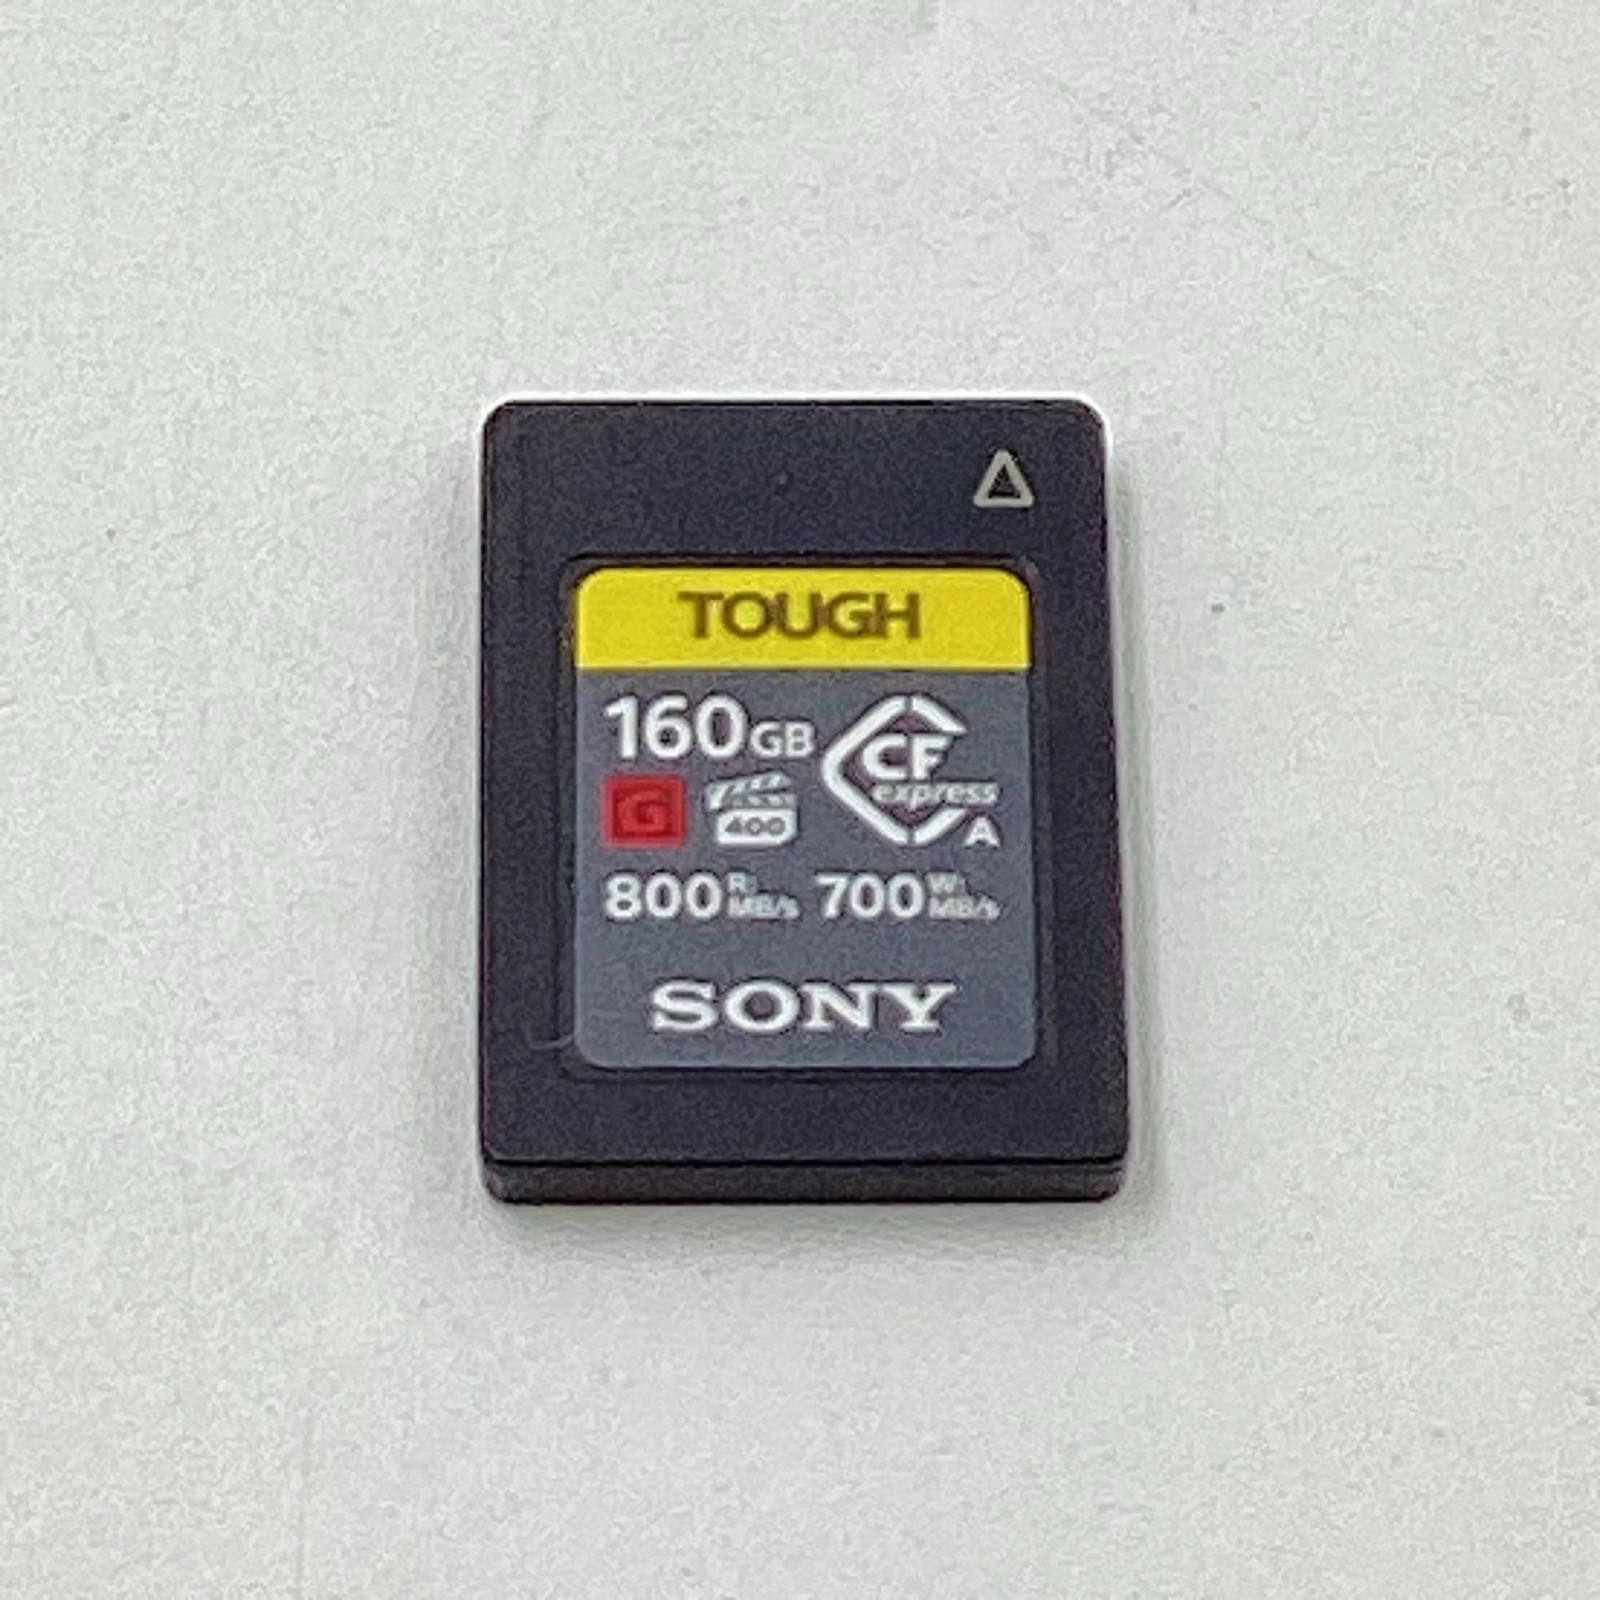 TOUGH
160GB
CF
express
A
G
400
800 R: MB/s 700 W: MB/s
SONY